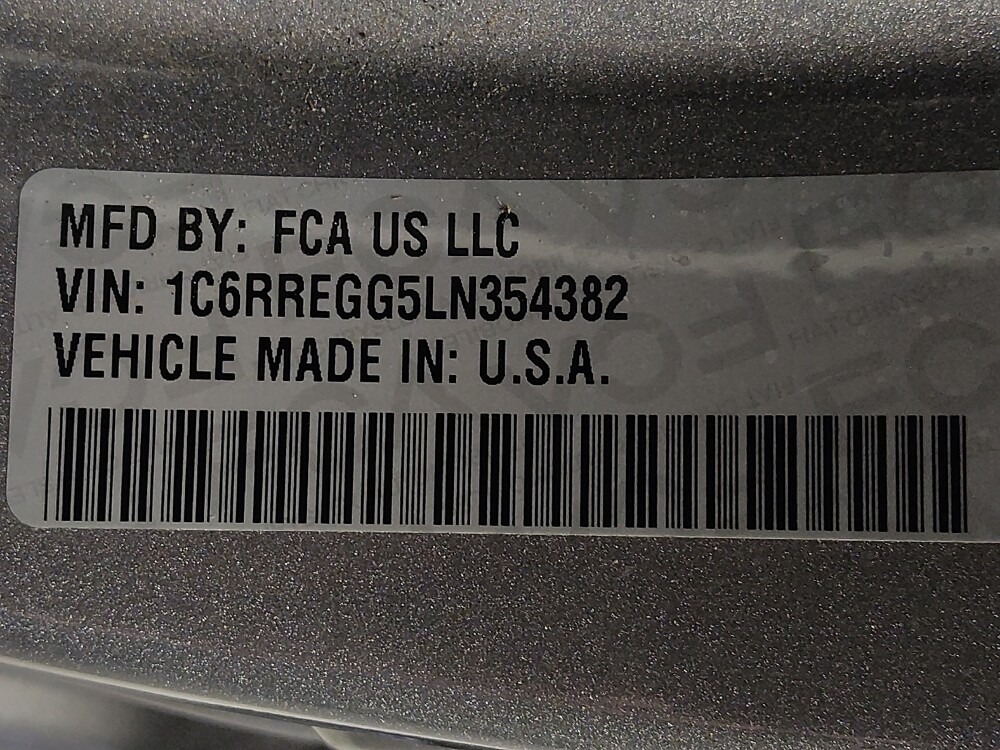 MFD BY: FCA US LLC
VIN: 1C6RREGG5LN354382
VEHICLE MADE IN: U.S.A.